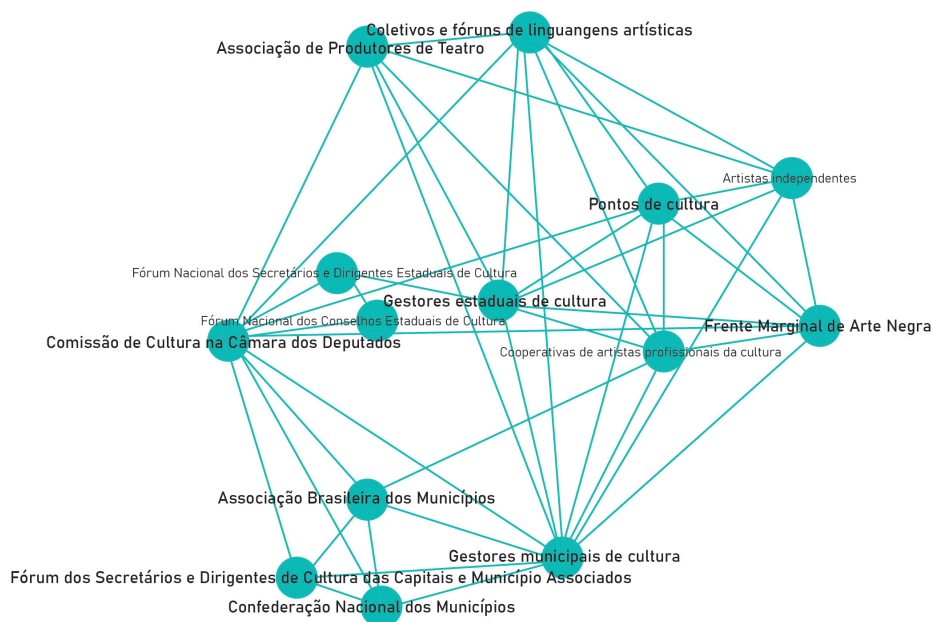 Coletivos e fóruns de linguangens artísticas
Associação de Produtores de Teatro
Artistas independentes
Pontos de cultura
Fórum Nacional dos Secretários e Dirigentes Estaduais de Cultura
Gestores estaduais de cultura
Fórum Nacional dos Conselhos Estaduais de Cultura
Frente Marginal de Arte Negra
Comissão de Cultura na Câmara dos Deputados
Cooperativas de artistas profissionais da cultura
Associação Brasileira dos Municípios
Gestores municipais de cultura
Fórum dos Secretários e Dirigentes de Cultura das Capitais e Município Associados
Confederação Nacional dos Municípios